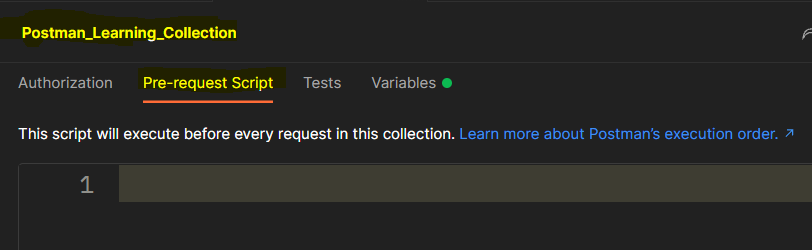 Postman_Learning_Collection
Authorization Pre-request Script Tests Variables
This script will execute before every request in this collection. Learn more about Postman's execution order. ↗
1